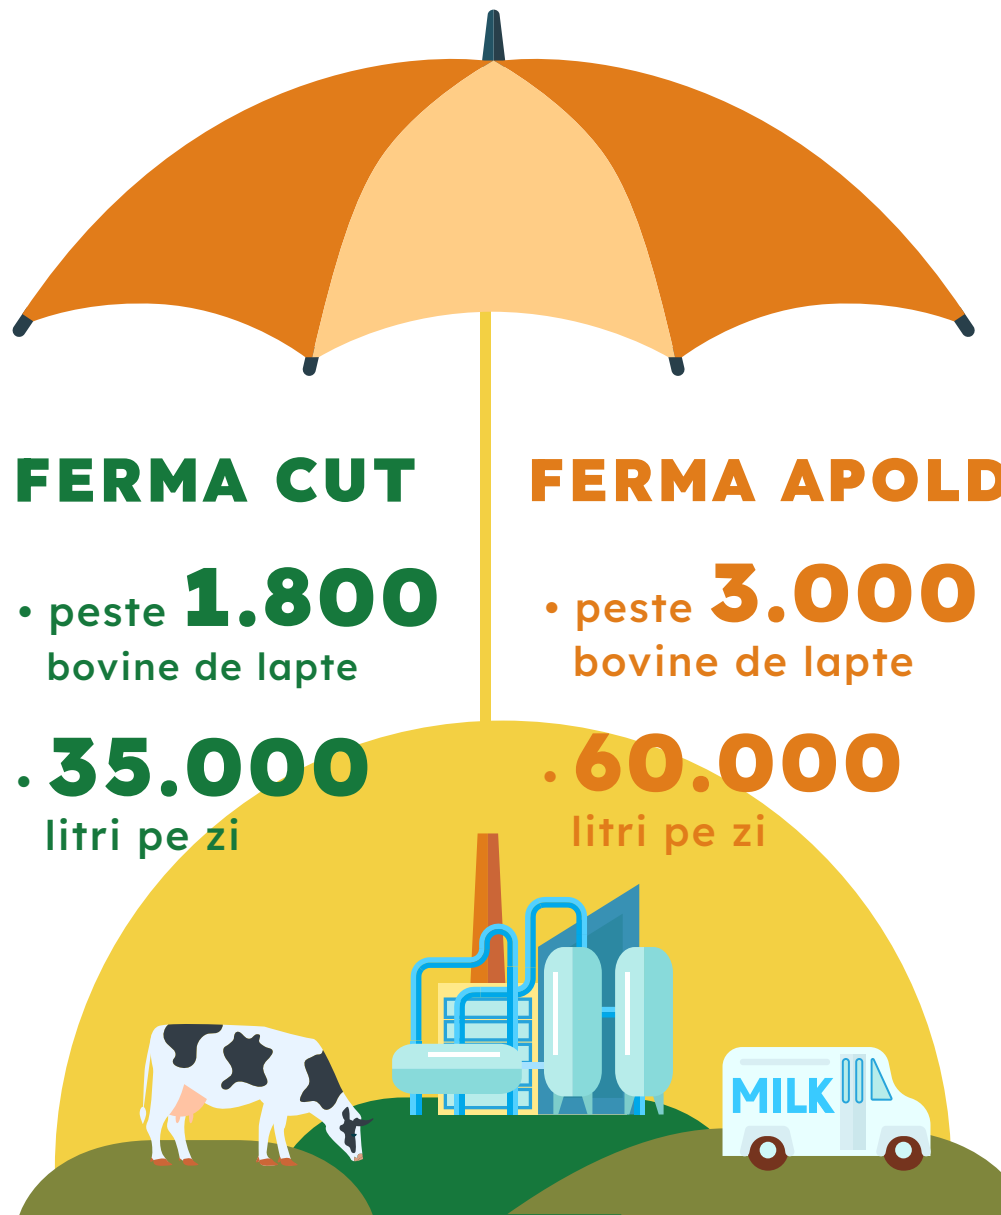 FERMA CUT
• peste 1.800
bovine de lapte
• 35.000
litri pe zi
FERMA APOLD
• peste 3.000
bovine de lapte
• 60.000
litri pe zi
MILK